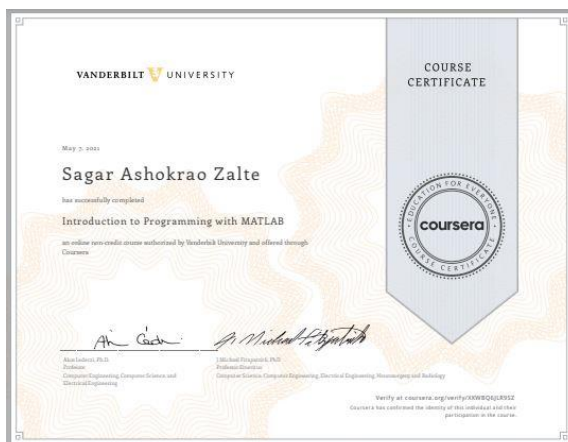 VANDERBILT UNIVERSITY
COURSE
CERTIFICATE
May 7, 2021
Sagar Ashokrao Zalte
has successfully completed
Introduction to Programming with MATLAB
an online non-credit course authorized by Vanderbilt University and offered through
Coursera
EDUCATION FOR EVERYONE
coursera
COURSE CERTIFICATE
J. Michael Fitzpatrick
Professor
Computer Engineering, Computer Science, and
Electrical Engineering
J. Michael Fitzpatrick, PhD
Professor Emeritus
Computer Science, Computer Engineering, Electrical Engineering, Neurosurgery and Radiology
Verify at coursera.org/verify/
Coursera has confirmed the identity of this individual and their
participation in the course.